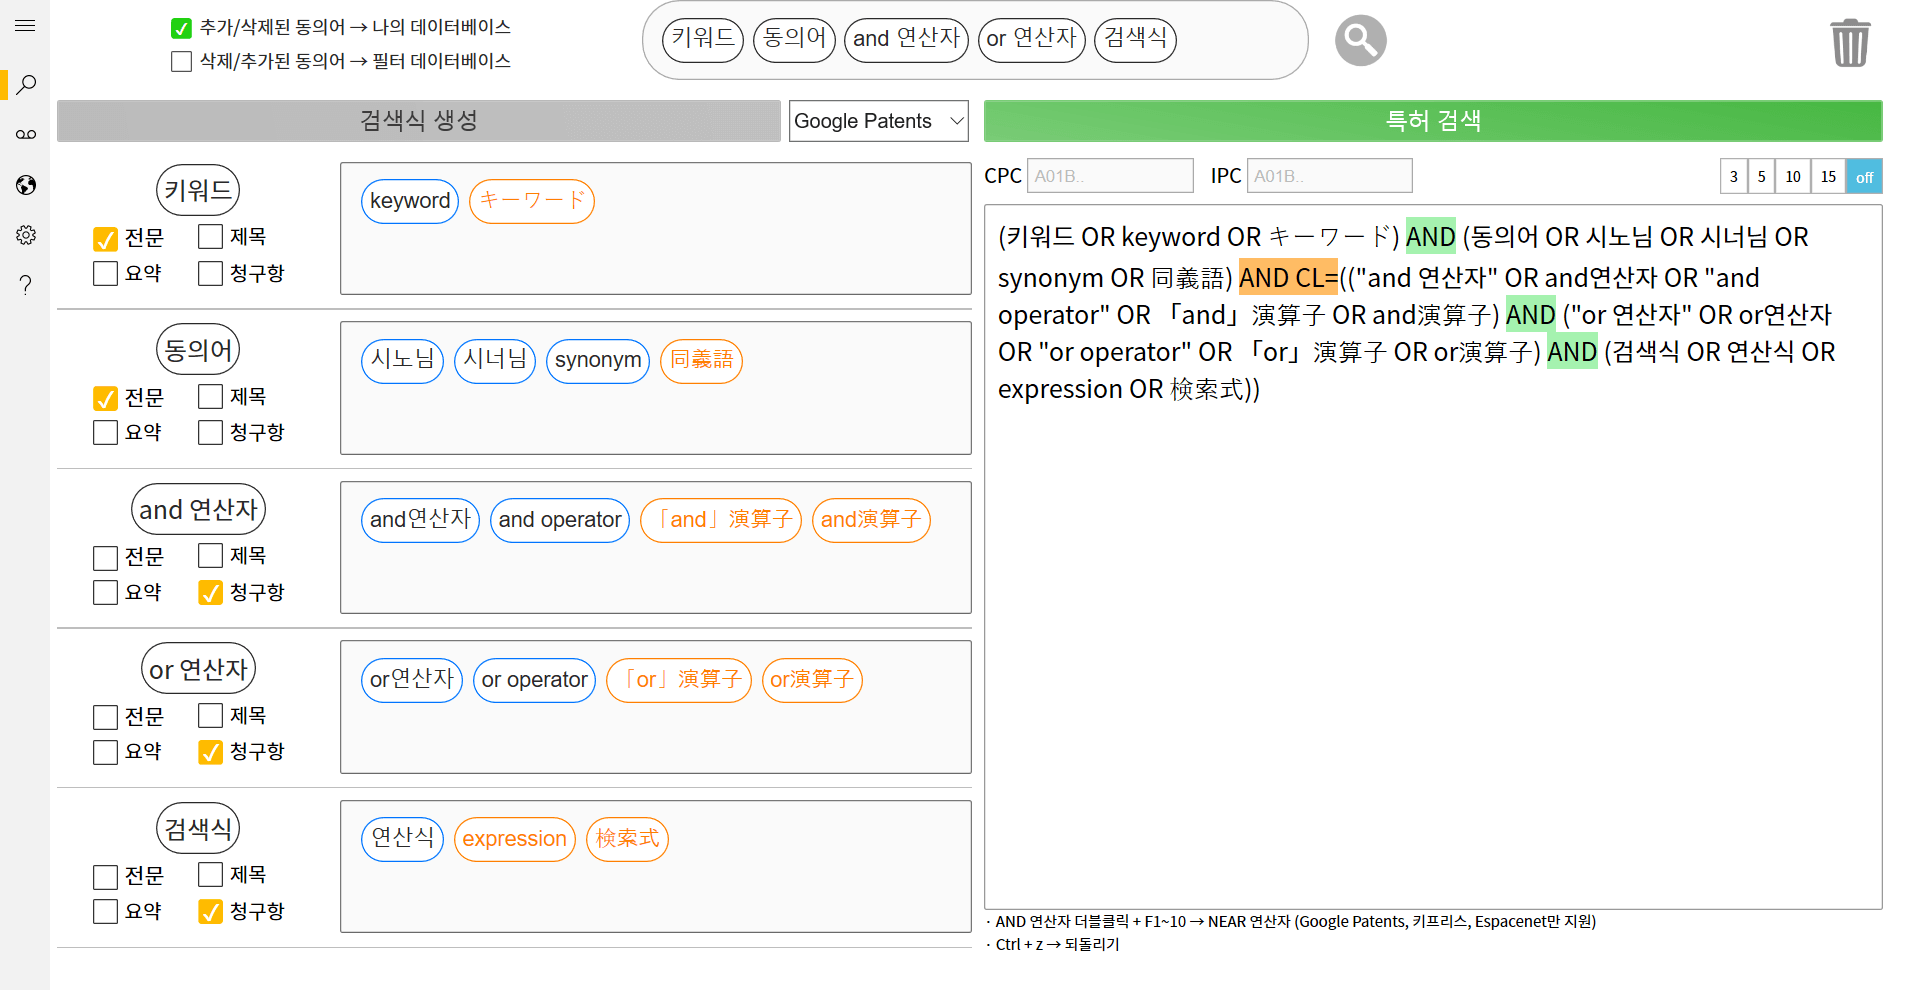 추가/삭제된 동의어 → 나의 데이터베이스
삭제/추가된 동의어 → 필터 데이터베이스
키워드 동의어 and 연산자 or 연산자 검색식
검색식 생성
Google Patents
특허 검색
키워드
전문 제목
요약 청구항
keyword キーワード
동의어
전문 제목
요약 청구항
시노님 시너님 synonym 同義語
and 연산자
전문 제목
요약 청구항
and연산자 and operator 「and」演算子 and演算子
or 연산자
전문 제목
요약 청구항
or연산자 or operator 「or」演算子 or演算子
검색식
전문 제목
요약 청구항
연산식 expression 検索式
CPC A01B.. IPC A01B.. 3 5 10 15 off
(키워드 OR keyword OR キーワード) AND (동의어 OR 시노님 OR 시너님 OR
synonym OR 同義語) AND CL=(("and 연산자" OR and연산자 OR "and
operator" OR 「and」演算子 OR and演算子) AND ("or 연산자" OR or연산자
OR "or operator" OR 「or」演算子 OR or演算子) AND (검색식 OR 연산식 OR
expression OR 検索式))
· AND 연산자 더블클릭 + F1~10 → NEAR 연산자 (Google Patents, 키프리스, Espacenet만 지원)
· Ctrl + z → 되돌리기